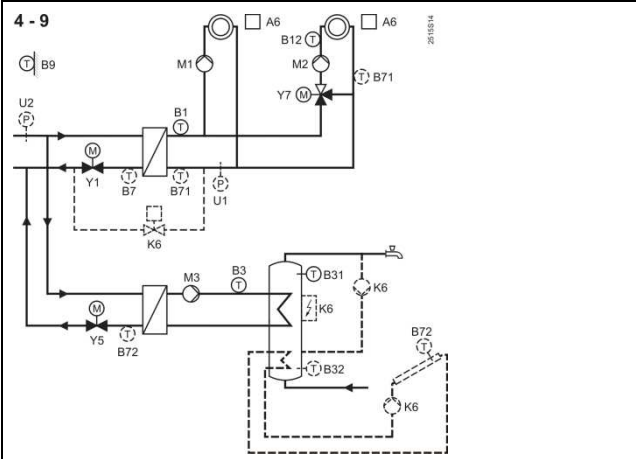 4 - 9
A6
A6
2515S14
B12 T
T B9
M1
M2
T B71
U2
P
B1
T
Y7 M
M
Y1
T
B7
T
B71
P
U1
K6
M3
B3
T
T B31
K6
K6
M
Y5
T
B72
B72
T
T B32
K6